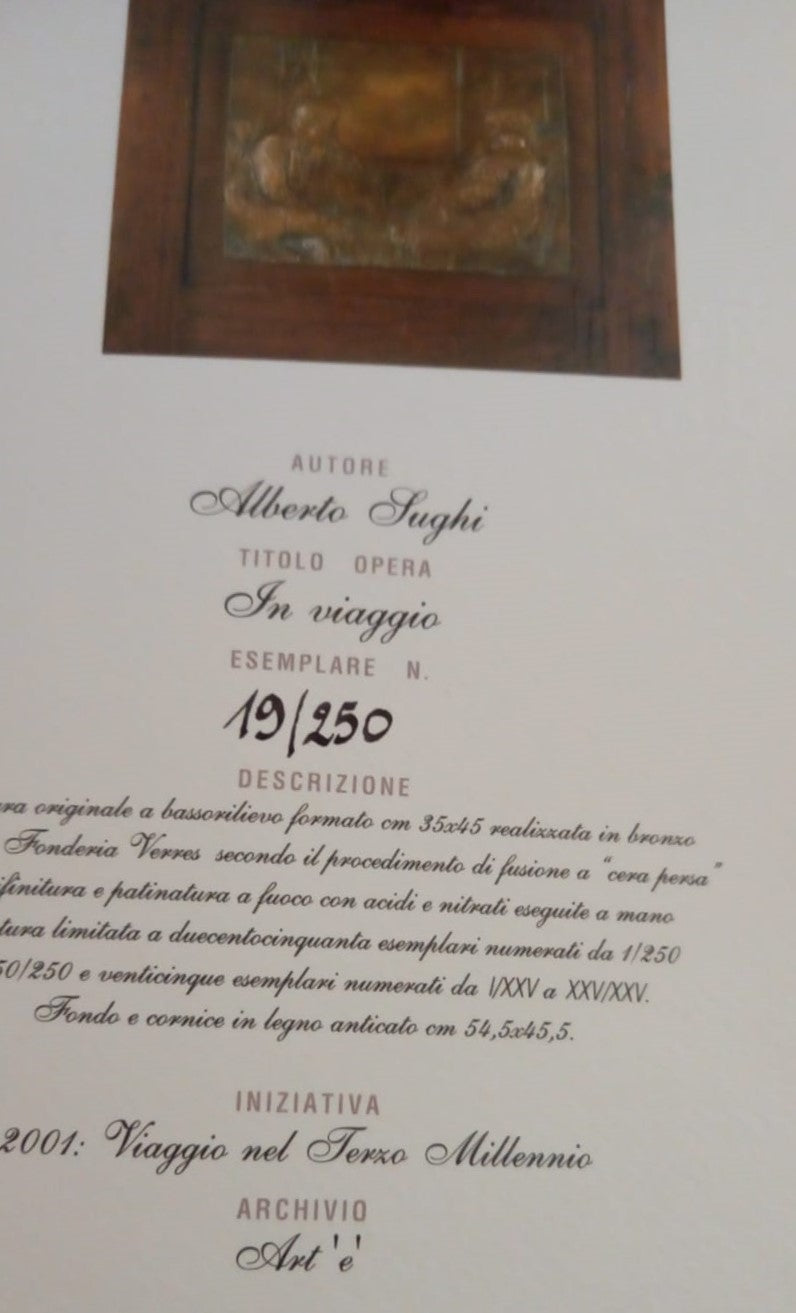 AUTORE
Alberto Sughi
TITOLO OPERA
In viaggio
ESEMPLARE N.
19/250
DESCRIZIONE
originale a bassorilievo formato cm 35x45 realizzata in bronzo
Fonderia Verres secondo il procedimento di fusione a "cera persa"
e patinatura a fuoco con acidi e nitrati eseguite a mano
limitata a duecentocinquanta esemplari numerati da 1/250
/250 e venticinque esemplari numerati da I/XXV a XXV/XXV.
Fondo e cornice in legno anticato cm 54,5x45,5.
INIZIATIVA
2001: Viaggio nel Terzo Millennio
ARCHIVIO
Art 'e'